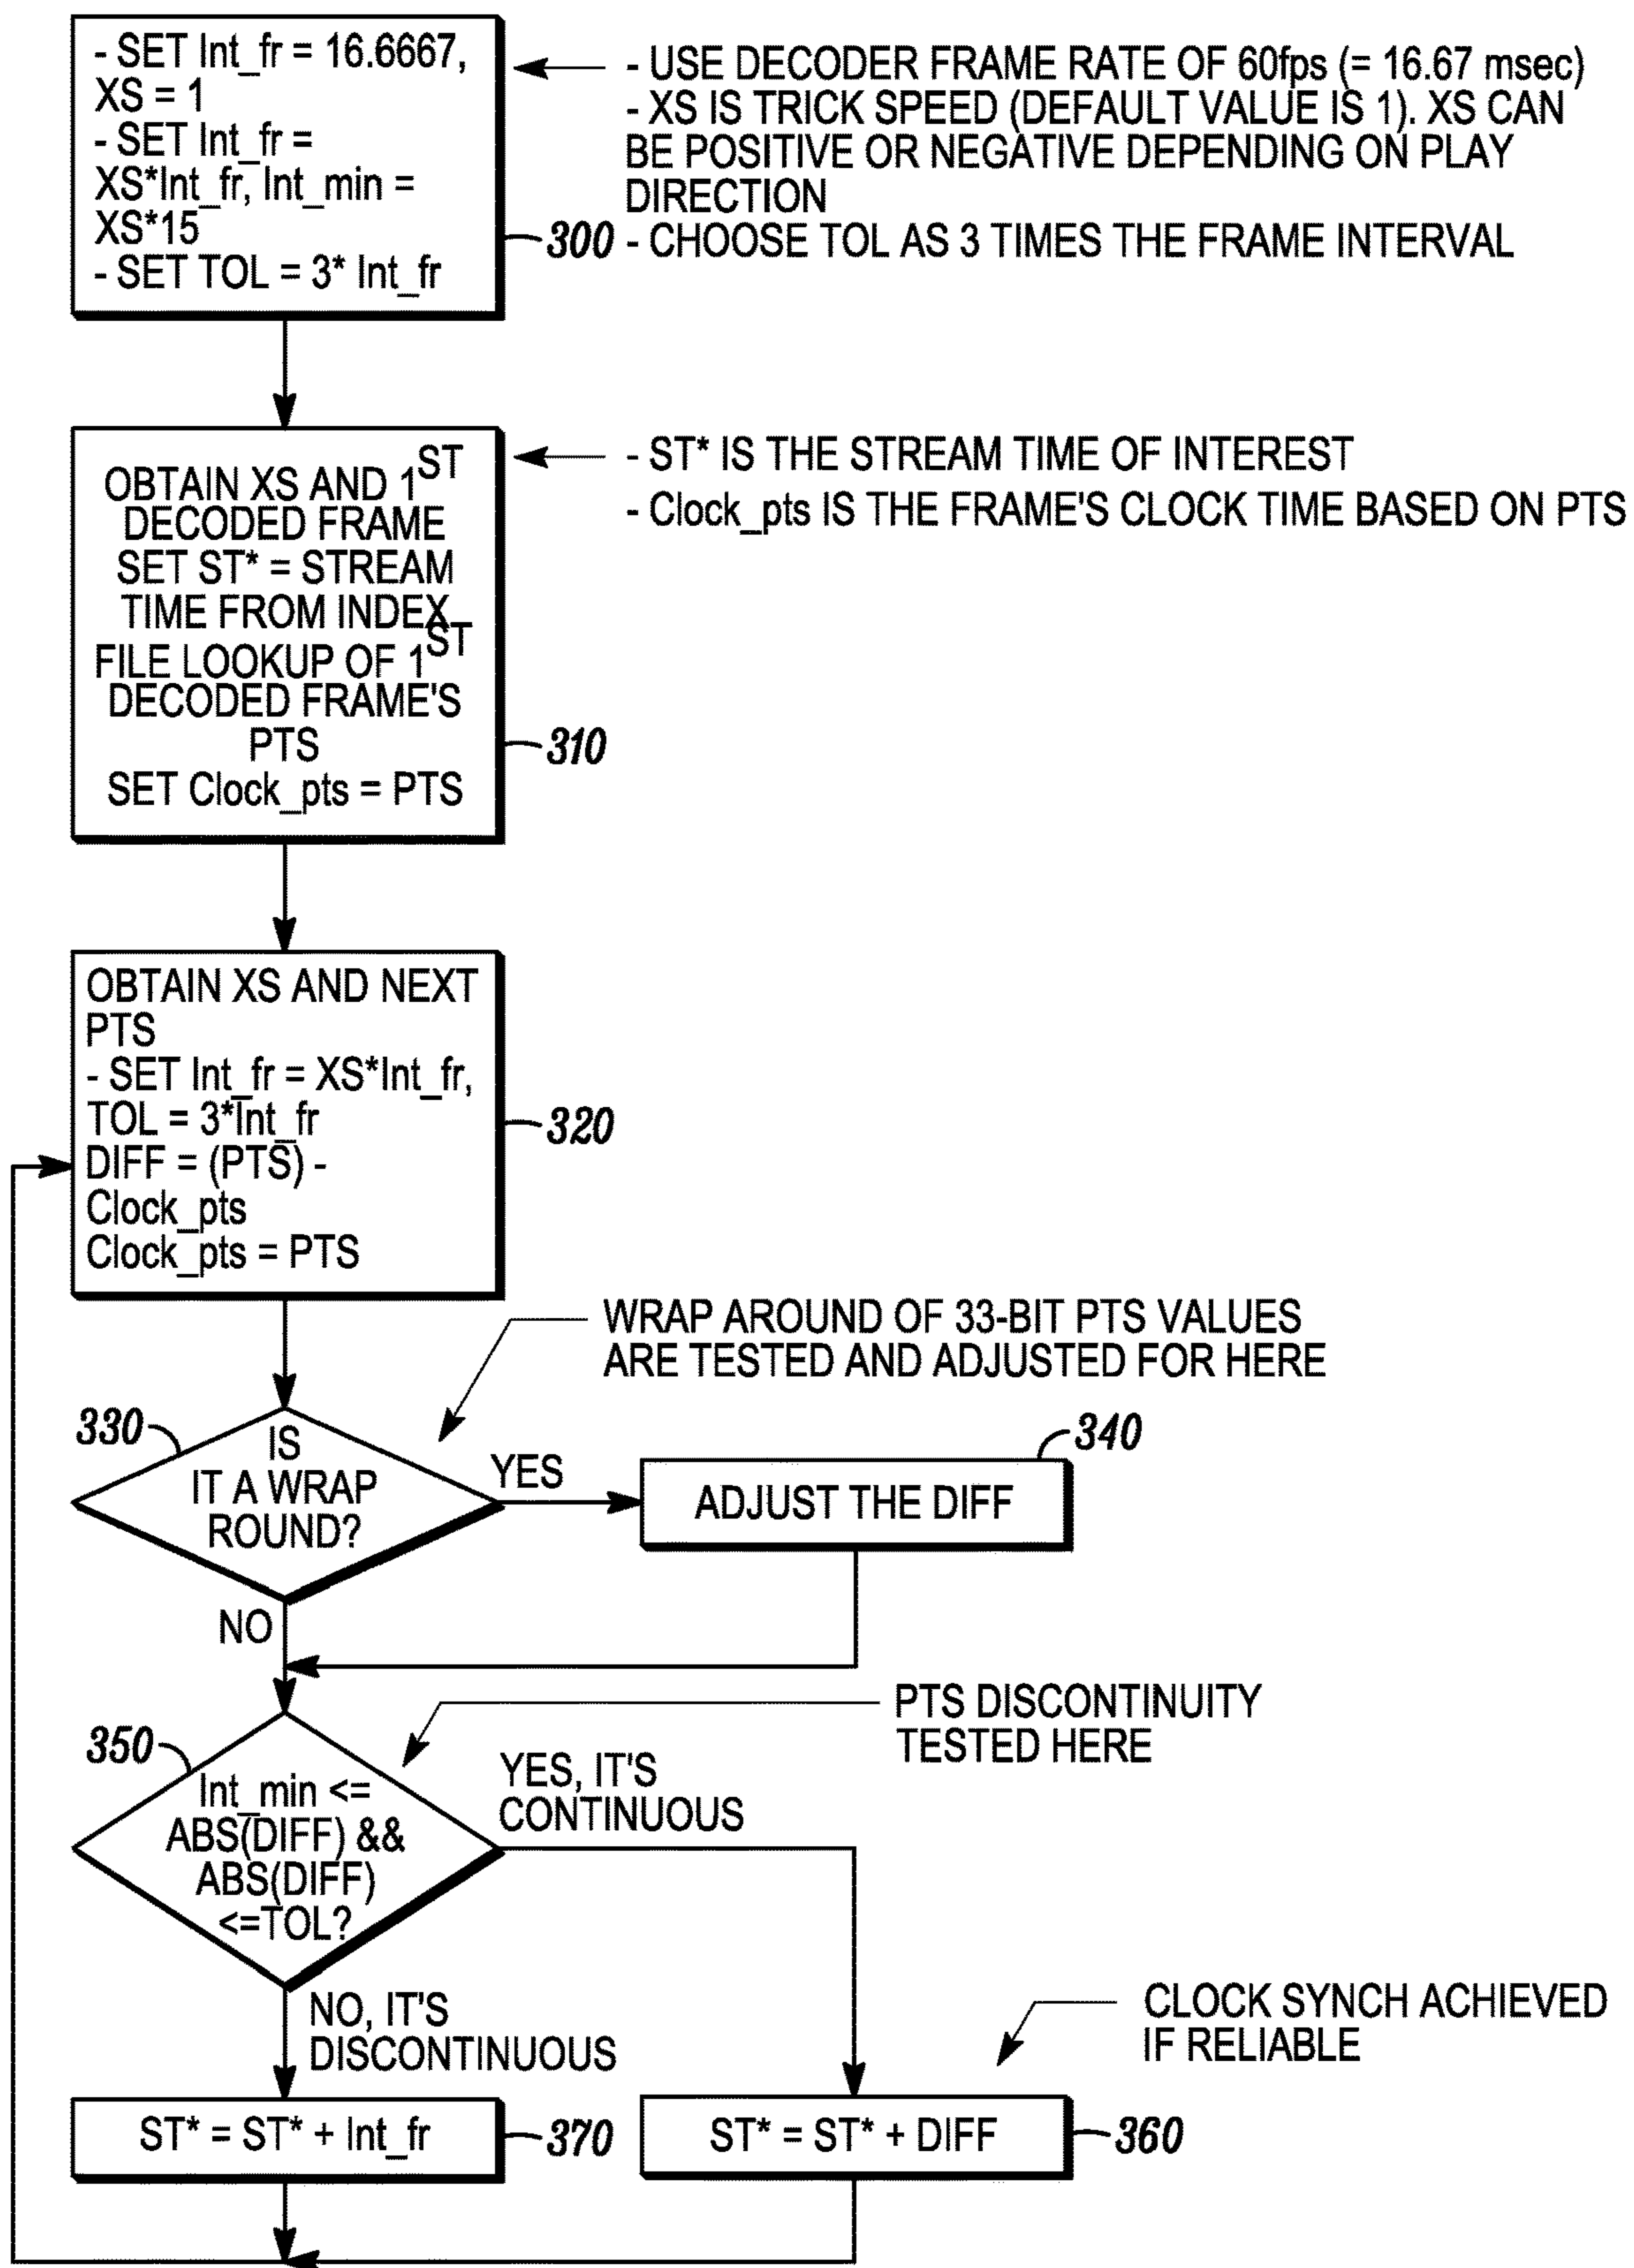 - SET Int_fr = 16.6667,
XS = 1
- SET Int_fr =
XS*Int_fr, Int_min =
XS*15
- SET TOL = 3* Int_fr
300
- USE DECODER FRAME RATE OF 60fps (= 16.67 msec)
- XS IS TRICK SPEED (DEFAULT VALUE IS 1). XS CAN
BE POSITIVE OR NEGATIVE DEPENDING ON PLAY
DIRECTION
- CHOOSE TOL AS 3 TIMES THE FRAME INTERVAL
OBTAIN XS AND 1ST
DECODED FRAME
SET ST* = STREAM
TIME FROM INDEX
FILE LOOKUP OF 1ST
DECODED FRAME'S
PTS
SET Clock_pts = PTS
310
- ST* IS THE STREAM TIME OF INTEREST
- Clock_pts IS THE FRAME'S CLOCK TIME BASED ON PTS
OBTAIN XS AND NEXT
PTS
- SET Int_fr = XS*Int_fr,
TOL = 3*Int_fr
DIFF = (PTS) -
Clock_pts
Clock_pts = PTS
320
WRAP AROUND OF 33-BIT PTS VALUES
ARE TESTED AND ADJUSTED FOR HERE
330
IS
IT A WRAP
ROUND?
YES
340
ADJUST THE DIFF
NO
PTS DISCONTINUITY
TESTED HERE
350
Int_min <=
ABS(DIFF) &&
ABS(DIFF)
<=TOL?
YES, IT'S
CONTINUOUS
NO, IT'S
DISCONTINUOUS
CLOCK SYNCH ACHIEVED
IF RELIABLE
ST* = ST* + Int_fr
370
ST* = ST* + DIFF
360